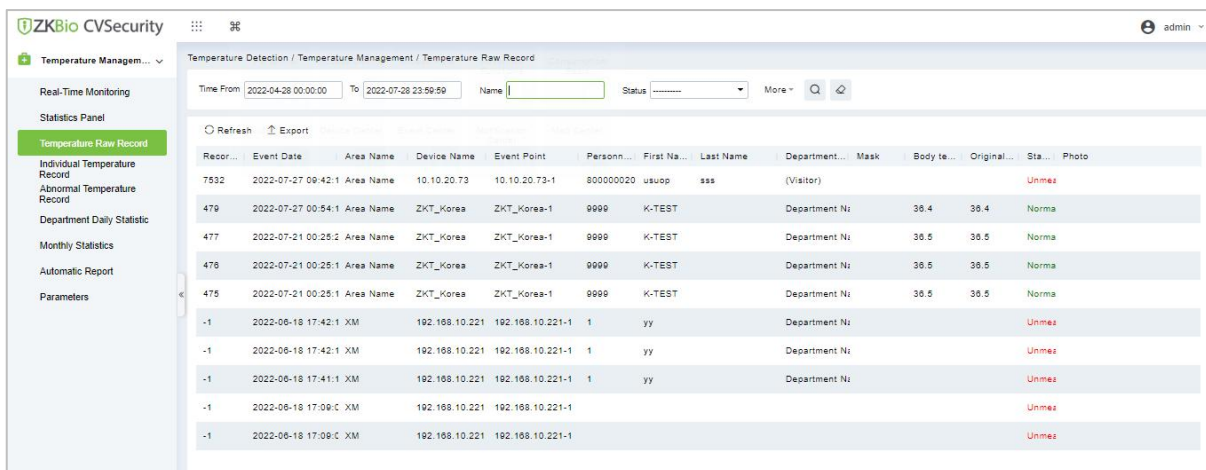 ZKBio CVSecurity
admin
Temperature Managem...
Temperature Detection / Temperature Management / Temperature Raw Record
Real-Time Monitoring
Statistics Panel
Temperature Raw Record
Individual Temperature
Record
Abnormal Temperature
Record
Department Daily Statistic
Monthly Statistics
Automatic Report
Parameters
Time From 2022-04-28 00:00:00 To 2022-07-28 23:59:59 Name Status ---------- More
Refresh Export
Recor... Event Date Area Name Device Name Event Point Personn... First Na... Last Name Department... Mask Body te... Original... Sta... Photo
7532 2022-07-27 09:42:1 Area Name 10.10.20.73 10.10.20.73-1 800000020 usuop sss (Visitor) Unmea
479 2022-07-27 00:54:1 Area Name ZKT_Korea ZKT_Korea-1 9999 K-TEST Department Na 36.4 36.4 Norma
477 2022-07-21 00:25:2 Area Name ZKT_Korea ZKT_Korea-1 9999 K-TEST Department Na 36.5 36.5 Norma
476 2022-07-21 00:25:1 Area Name ZKT_Korea ZKT_Korea-1 9999 K-TEST Department Na 36.5 36.5 Norma
475 2022-07-21 00:25:1 Area Name ZKT_Korea ZKT_Korea-1 9999 K-TEST Department Na 36.5 36.5 Norma
-1 2022-06-18 17:42:1 XM 192.168.10.221 192.168.10.221-1 1 yy Department Na Unmea
-1 2022-06-18 17:42:1 XM 192.168.10.221 192.168.10.221-1 1 yy Department Na Unmea
-1 2022-06-18 17:41:1 XM 192.168.10.221 192.168.10.221-1 1 yy Department Na Unmea
-1 2022-06-18 17:09:0 XM 192.168.10.221 192.168.10.221-1 Unmea
-1 2022-06-18 17:09:0 XM 192.168.10.221 192.168.10.221-1 Unmea